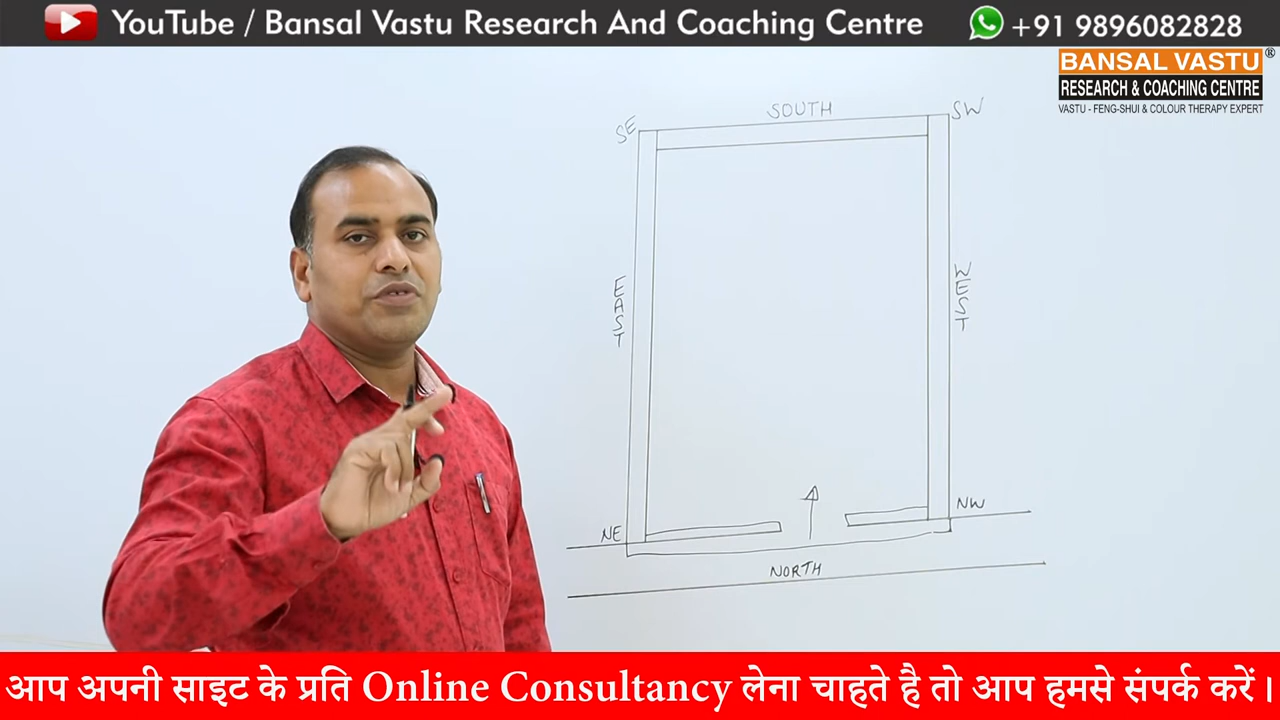 YouTube / Bansal Vastu Research And Coaching Centre
+91 9896082828
BANSAL VASTU®
RESEARCH & COACHING CENTRE
VASTU - FENG-SHUI & COLOUR THERAPY EXPERT
SE
SOUTH
SW
EAST
WEST
NE
NW
NORTH
आप अपनी साइट के प्रति Online Consultancy लेना चाहते है तो आप हमसे संपर्क करें।